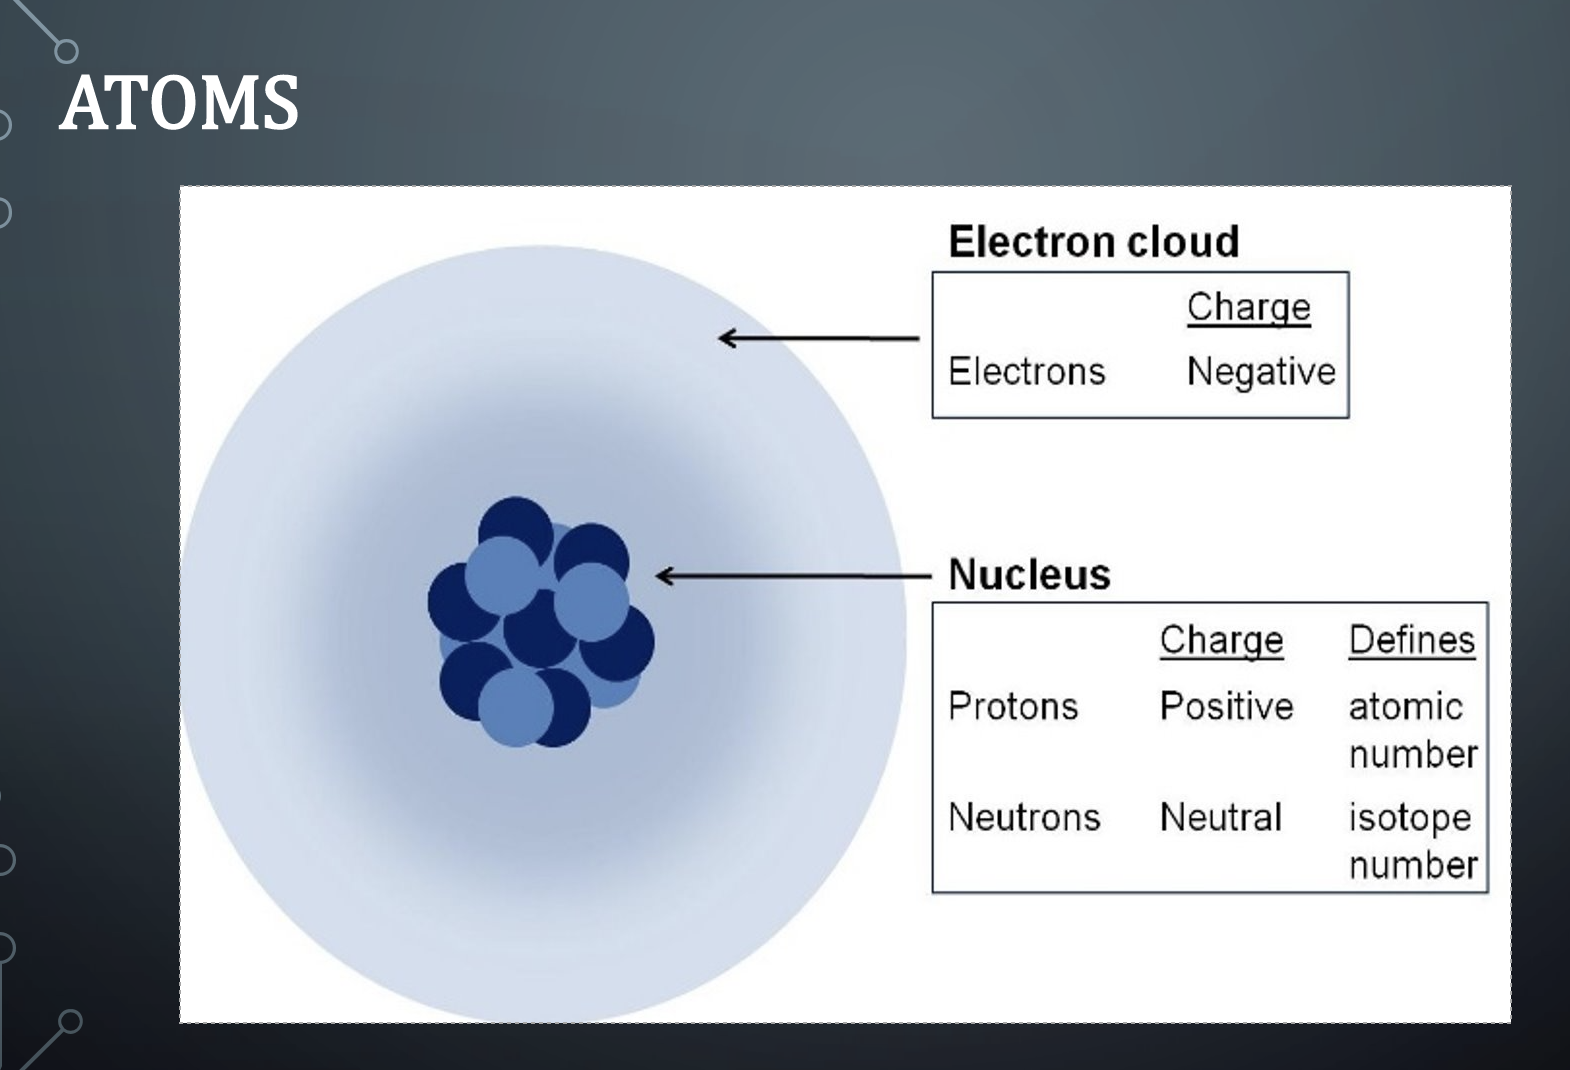 ATOMS
Electron cloud
Charge
Electrons Negative
Nucleus
Charge Defines
Protons Positive atomic
number
Neutrons Neutral isotope
number